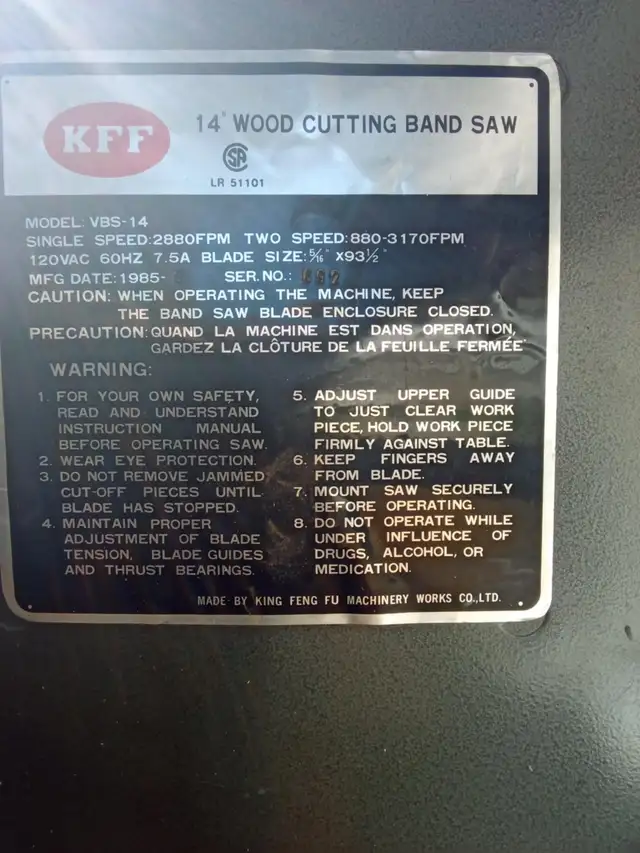 KFF
14" WOOD CUTTING BAND SAW
LR 51101
MODEL: VBS-14
SINGLE SPEED:2880FPM TWO SPEED:880-3170FPM
120VAC 60HZ 7.5A BLADE SIZE: 5/16" X93½"
MFG DATE:1985- SER.NO.:
CAUTION: WHEN OPERATING THE MACHINE, KEEP
THE BAND SAW BLADE ENCLOSURE CLOSED.
PRECAUTION:QUAND LA MACHINE EST DANS OPERATION,
GARDEZ LA CLÔTURE DE LA FEUILLE FERMÉE
WARNING:
1. FOR YOUR OWN SAFETY,
READ AND UNDERSTAND
INSTRUCTION MANUAL
BEFORE OPERATING SAW.
2. WEAR EYE PROTECTION.
3. DO NOT REMOVE JAMMED
CUT-OFF PIECES UNTIL
BLADE HAS STOPPED.
4. MAINTAIN PROPER
ADJUSTMENT OF BLADE
TENSION, BLADE GUIDES
AND THRUST BEARINGS.
5. ADJUST UPPER GUIDE
TO JUST CLEAR WORK
PIECE, HOLD WORK PIECE
FIRMLY AGAINST TABLE.
6. KEEP FINGERS AWAY
FROM BLADE.
7. MOUNT SAW SECURELY
BEFORE OPERATING.
8. DO NOT OPERATE WHILE
UNDER INFLUENCE OF
DRUGS, ALCOHOL, OR
MEDICATION.
MADE BY KING FENG FU MACHINERY WORKS CO.,LTD.